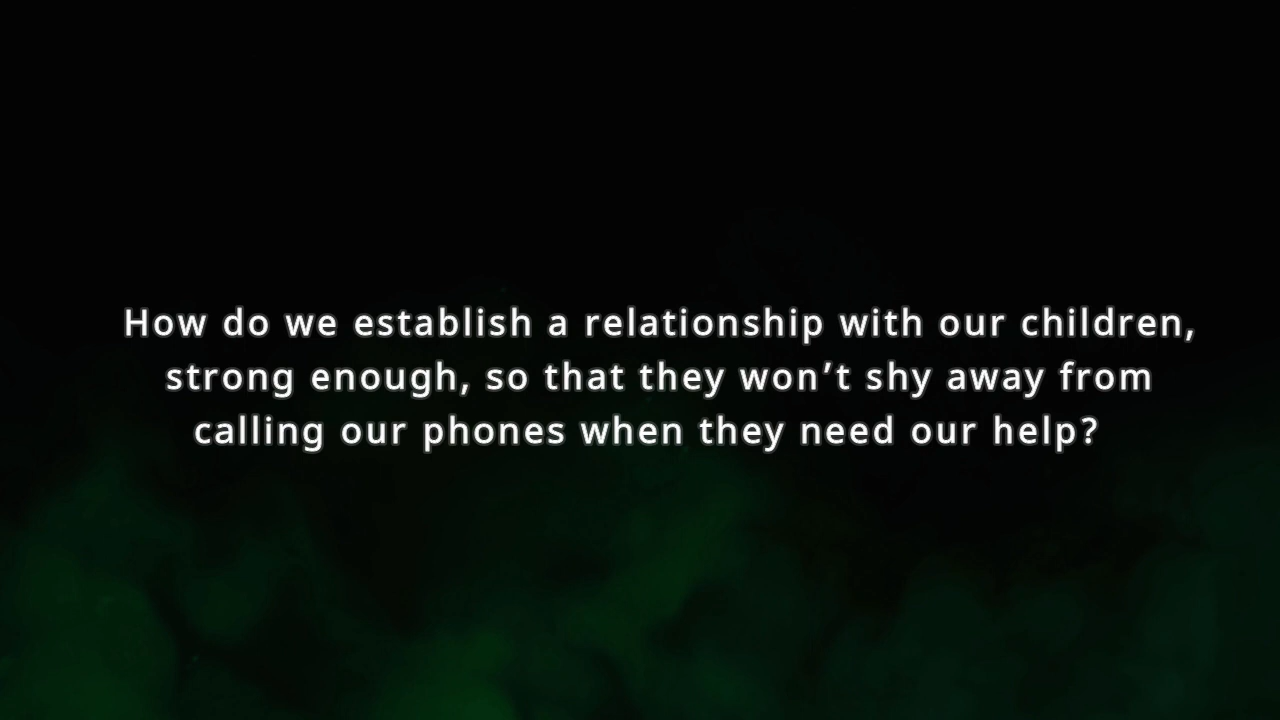 How do we establish a relationship with our children,
strong enough, so that they won’t shy away from
calling our phones when they need our help?